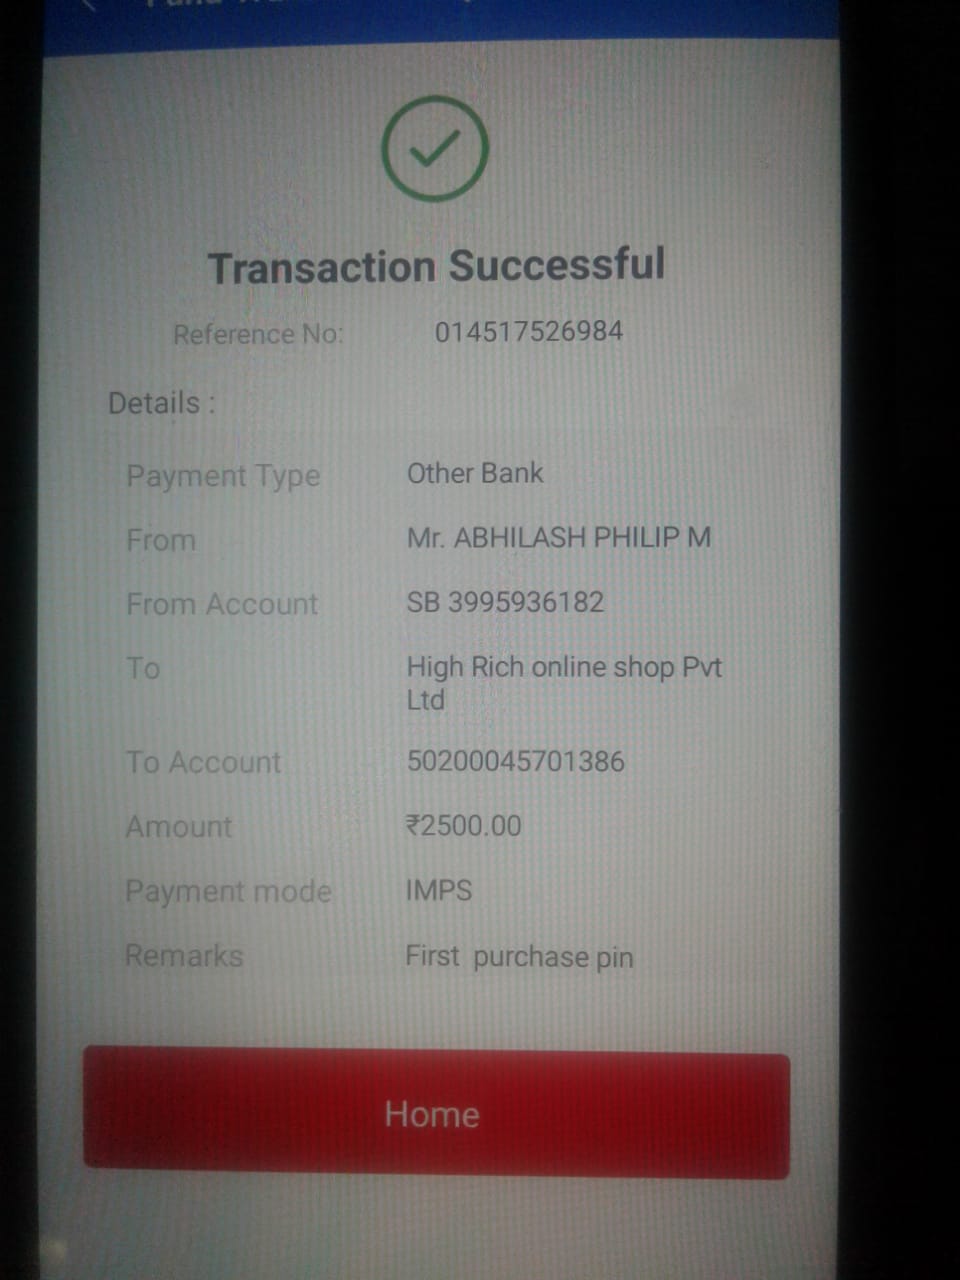 Transaction Successful
Reference No: 014517526984
Details :
Payment Type Other Bank
From Mr. ABHILASH PHILIP M
From Account SB 3995936182
To High Rich online shop Pvt
Ltd
To Account 50200045701386
Amount ₹2500.00
Payment mode IMPS
Remarks First purchase pin
Home